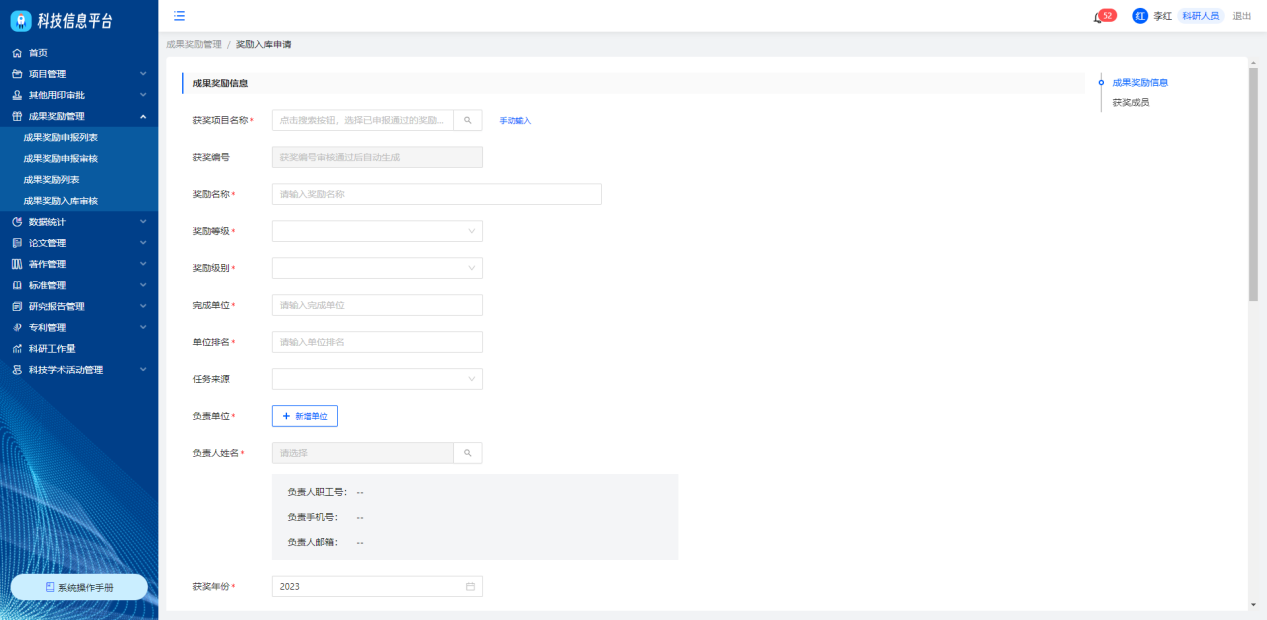 科技信息平台
52
红 李红 科研人员 退出
首页
项目管理
其他用印审批
成果奖励管理
成果奖励申报列表
成果奖励申报审核
成果奖励列表
成果奖励入库审核
数据统计
论文管理
著作管理
标准管理
研究报告管理
专利管理
科研工作量
科技学术活动管理
系统操作手册
成果奖励管理 / 奖励入库申请
成果奖励信息
获奖项目名称* 点击搜索按钮，选择已申报通过的奖励... 手动输入
获奖编号 获奖编号审核通过后自动生成
奖励名称* 请输入奖励名称
奖励等级*
奖励级别*
完成单位* 请输入完成单位
单位排名* 请输入单位排名
任务来源
负责单位* + 新增单位
负责人姓名* 请选择
负责人职工号： --
负责手机号： --
负责人邮箱： --
获奖年份* 2023
成果奖励信息
获奖成员